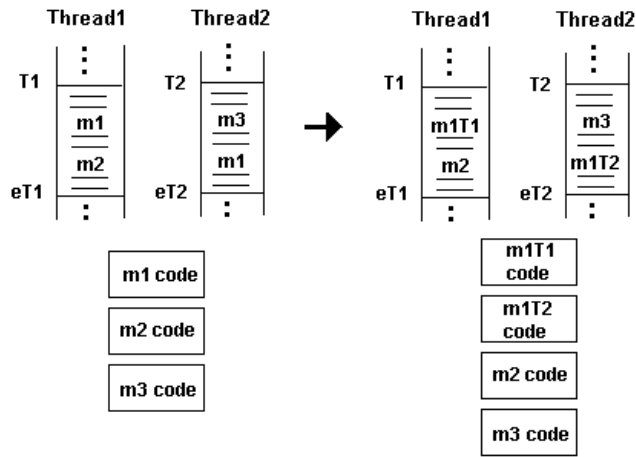 Thread1 Thread2 Thread1 Thread2
T1 T2 T1 T2
m1 m3 m1T1 m3
m2 m1 m2 m1T2
eT1 eT2 eT1 eT2
m1 code
m2 code
m3 code
m1T1
code
m1T2
code
m2 code
m3 code